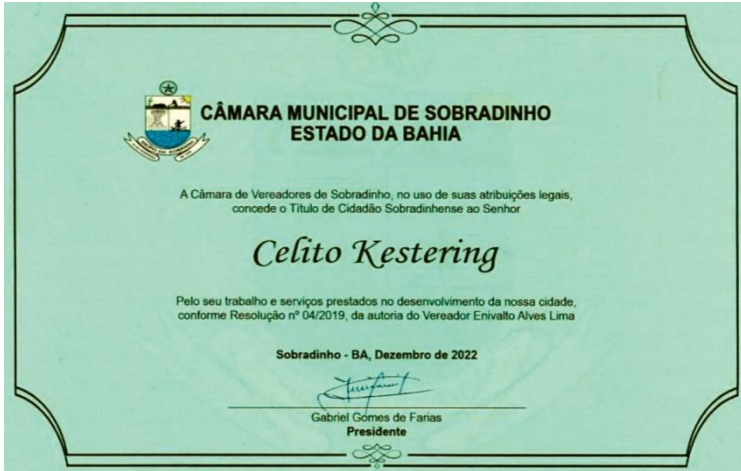 CÂMARA MUNICIPAL DE SOBRADINHO
ESTADO DA BAHIA
A Câmara de Vereadores de Sobradinho, no uso de suas atribuições legais,
concede o Título de Cidadão Sobradinhense ao Senhor
Celito Kestering
Pelo seu trabalho e serviços prestados no desenvolvimento da nossa cidade,
conforme Resolução nº 04/2019, da autoria do Vereador Enivalto Alves Lima
Sobradinho - BA, Dezembro de 2022
Gabriel Gomes de Farias
Presidente